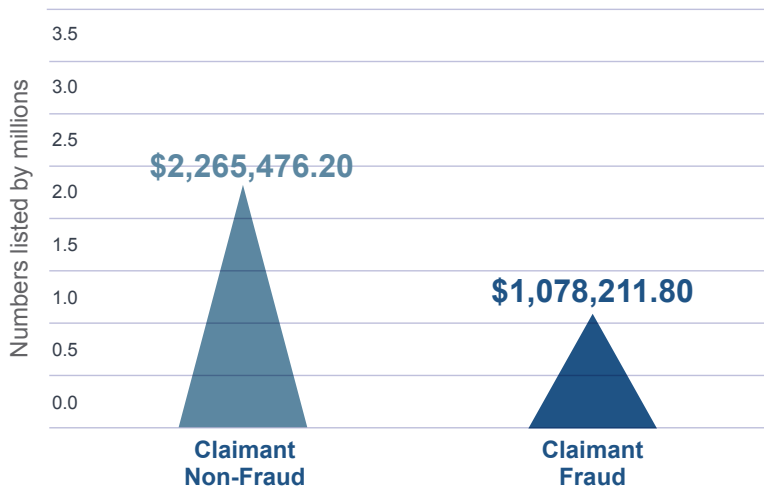 Numbers listed by millions
3.5
3.0
2.5
2.0
1.5
1.0
0.5
0.0
$2,265,476.20
$1,078,211.80
Claimant
Non-Fraud
Claimant
Fraud